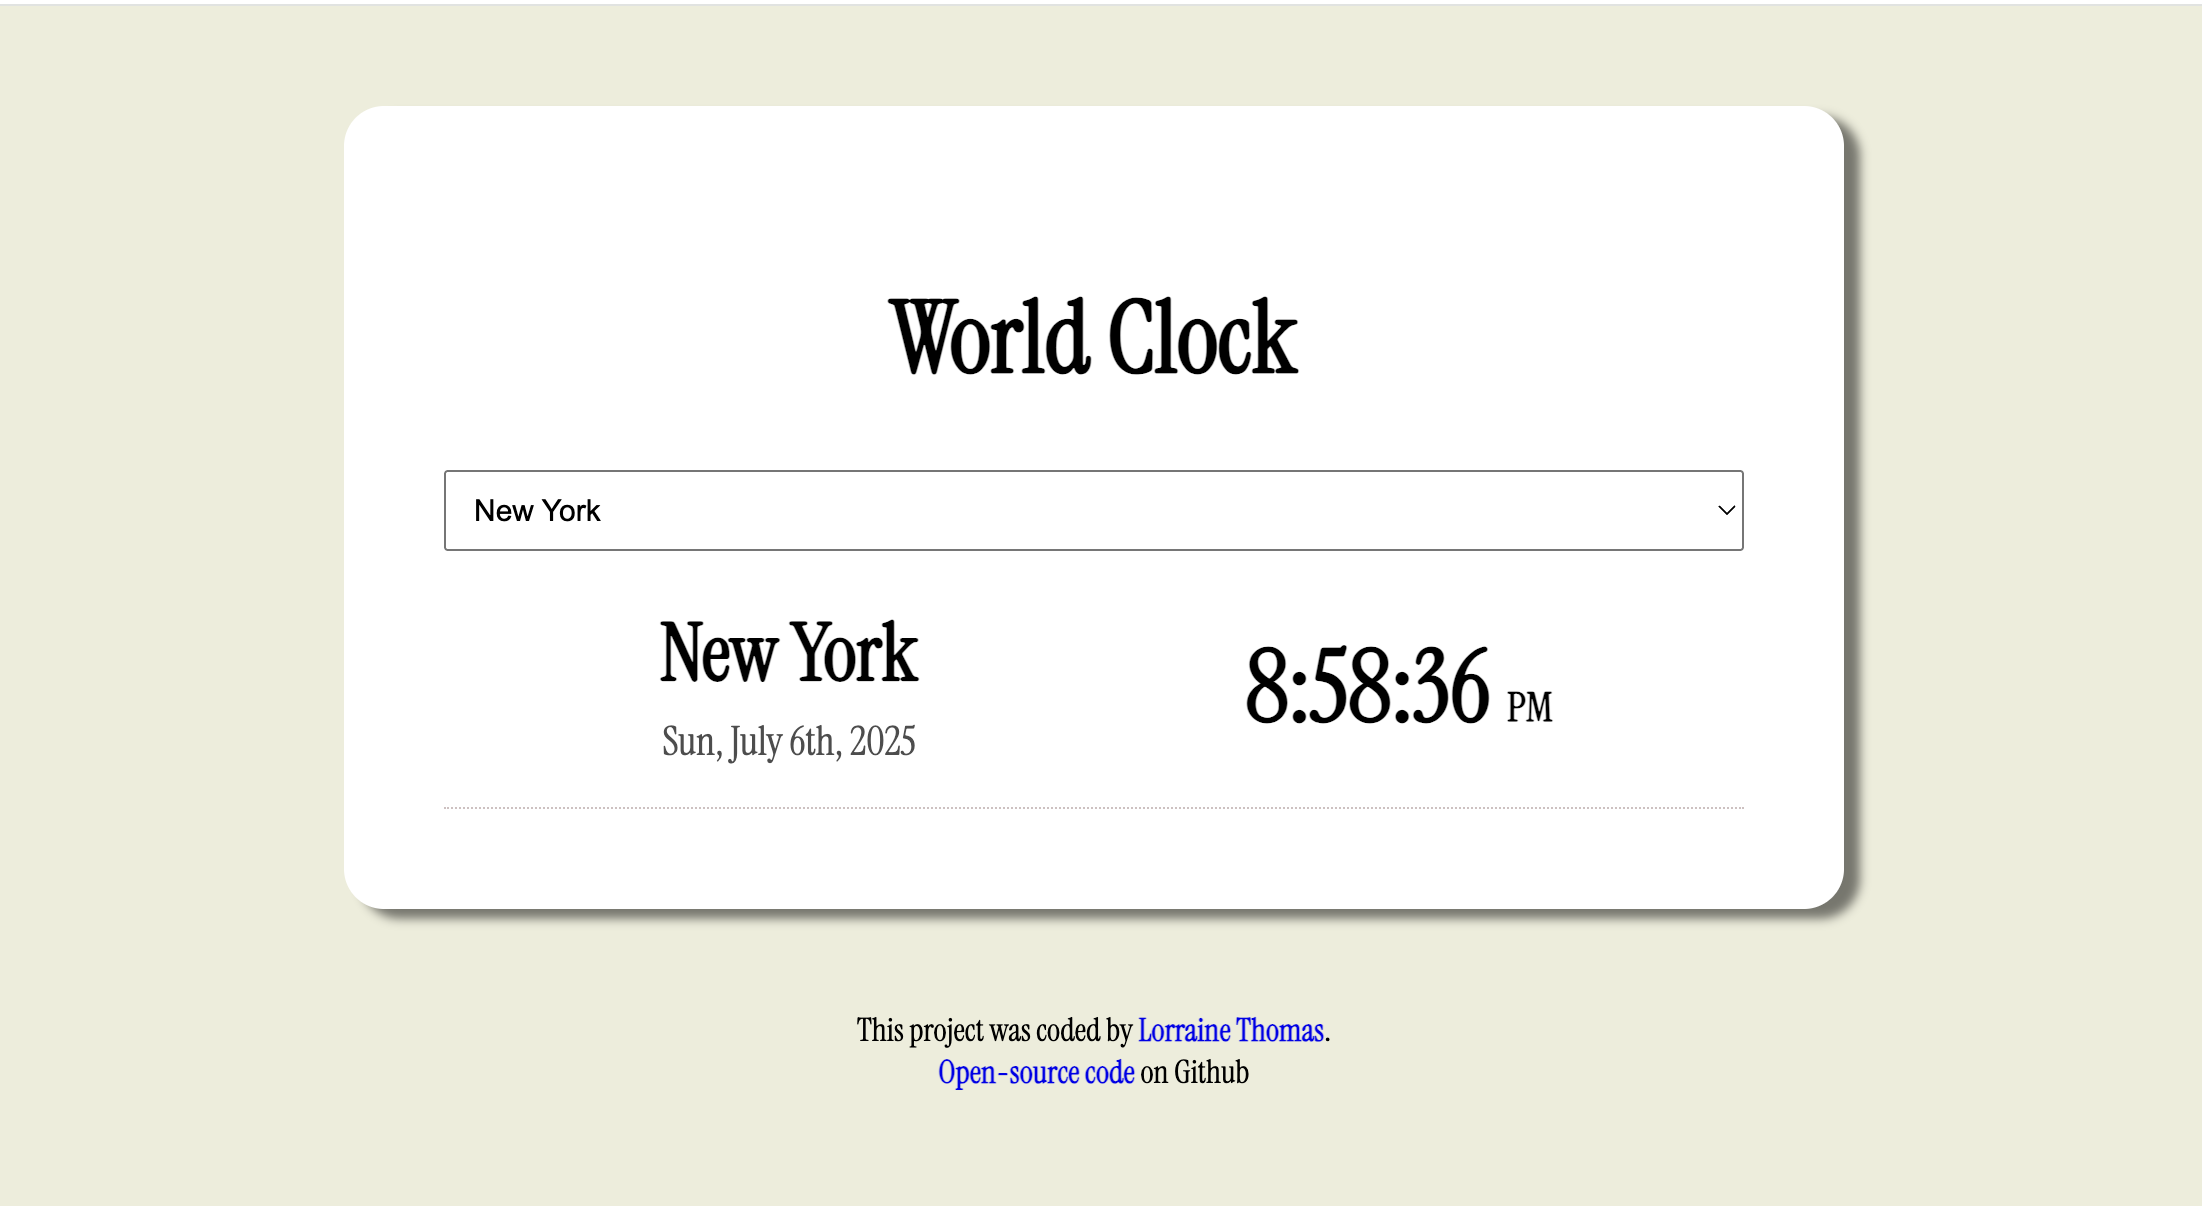 World Clock
New York
New York
Sun, July 6th, 2025
8:58:36 PM
This project was coded by Lorraine Thomas.
Open-source code on Github